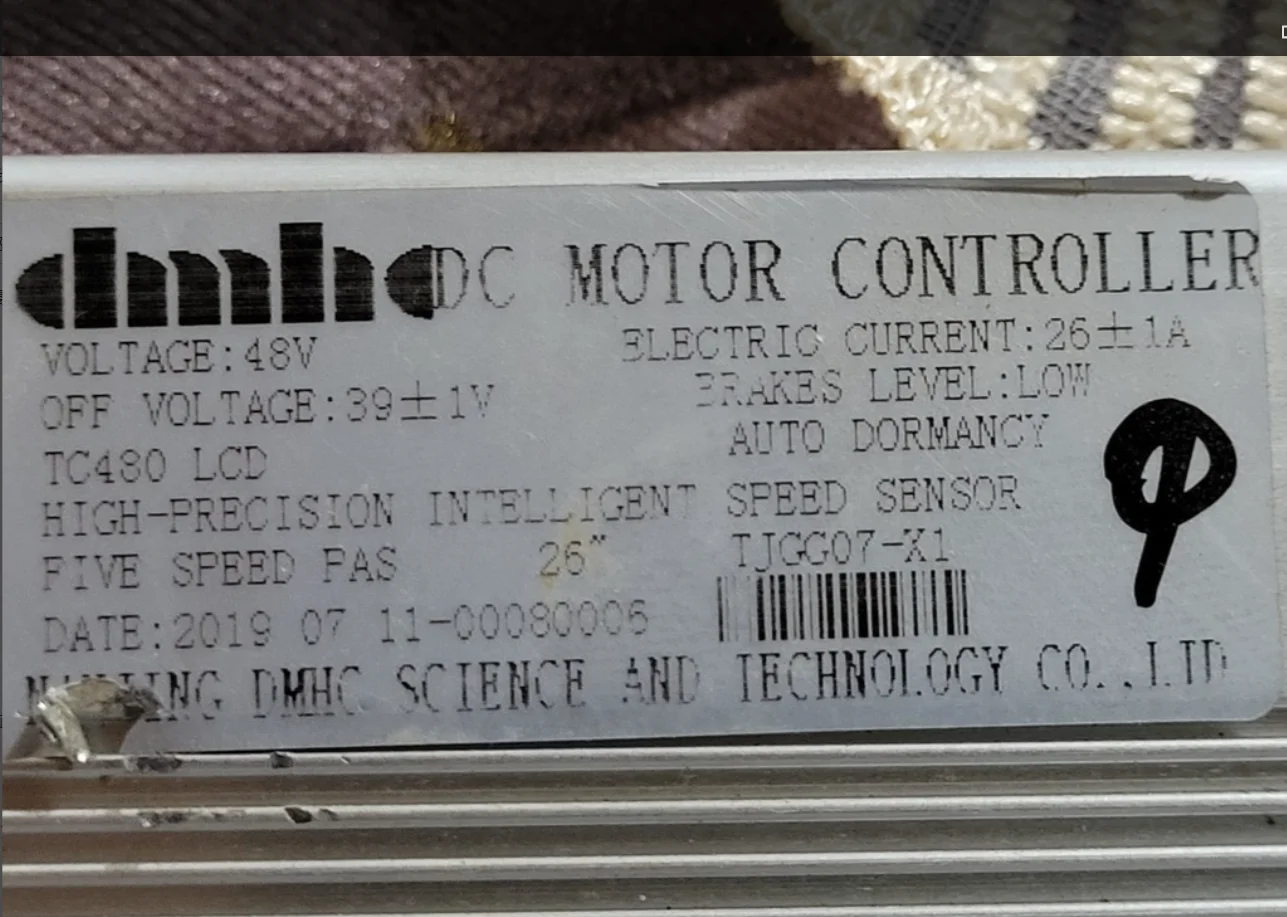 dmhc DC MOTOR CONTROLLER
VOLTAGE:48V ELECTRIC CURRENT:26±1A
OFF VOLTAGE:39±1V BRAKES LEVEL:LOW
TC480 LCD AUTO DORMANCY
HIGH-PRECISION INTELLIGENT SPEED SENSOR
FIVE SPEED PAS 26" TJGG07-X1
DATE:2019 07 11-00080006
DMHC SCIENCE AND TECHNOLOGY CO.,LTD